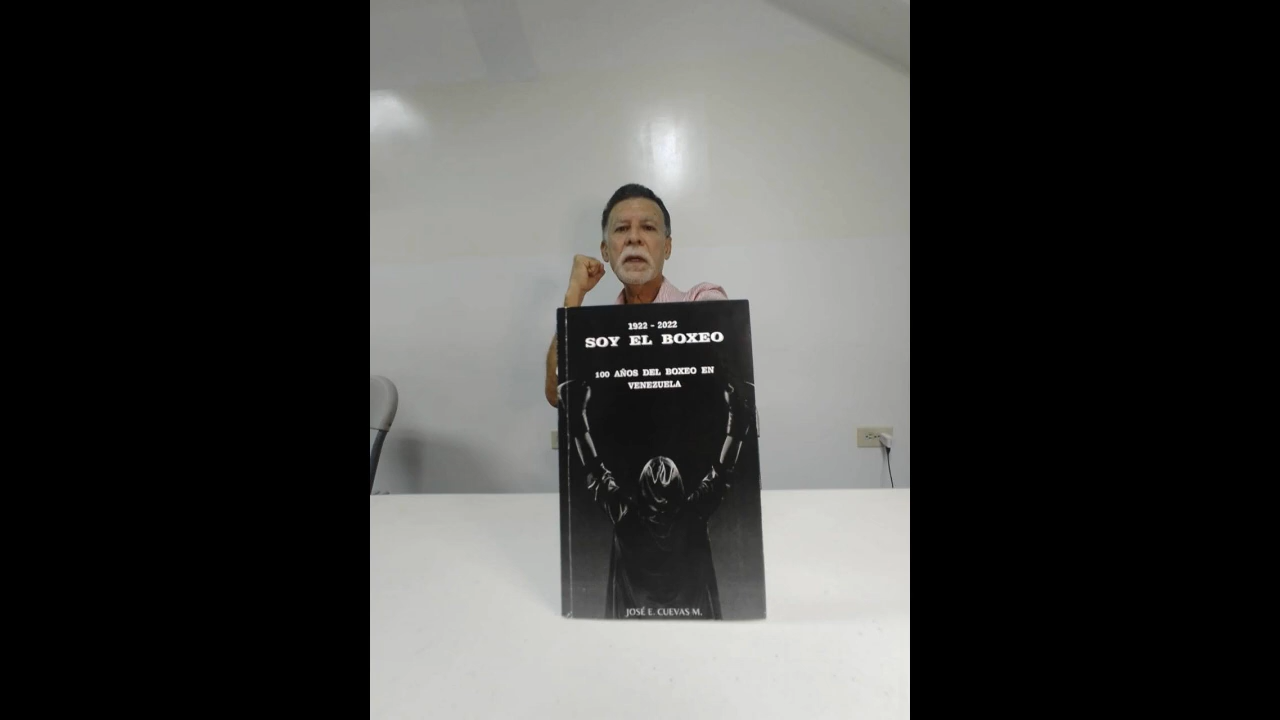 1922 - 2022
SOY EL BOXEO
100 AÑOS DEL BOXEO EN
VENEZUELA
JOSÉ E. CUEVAS M.